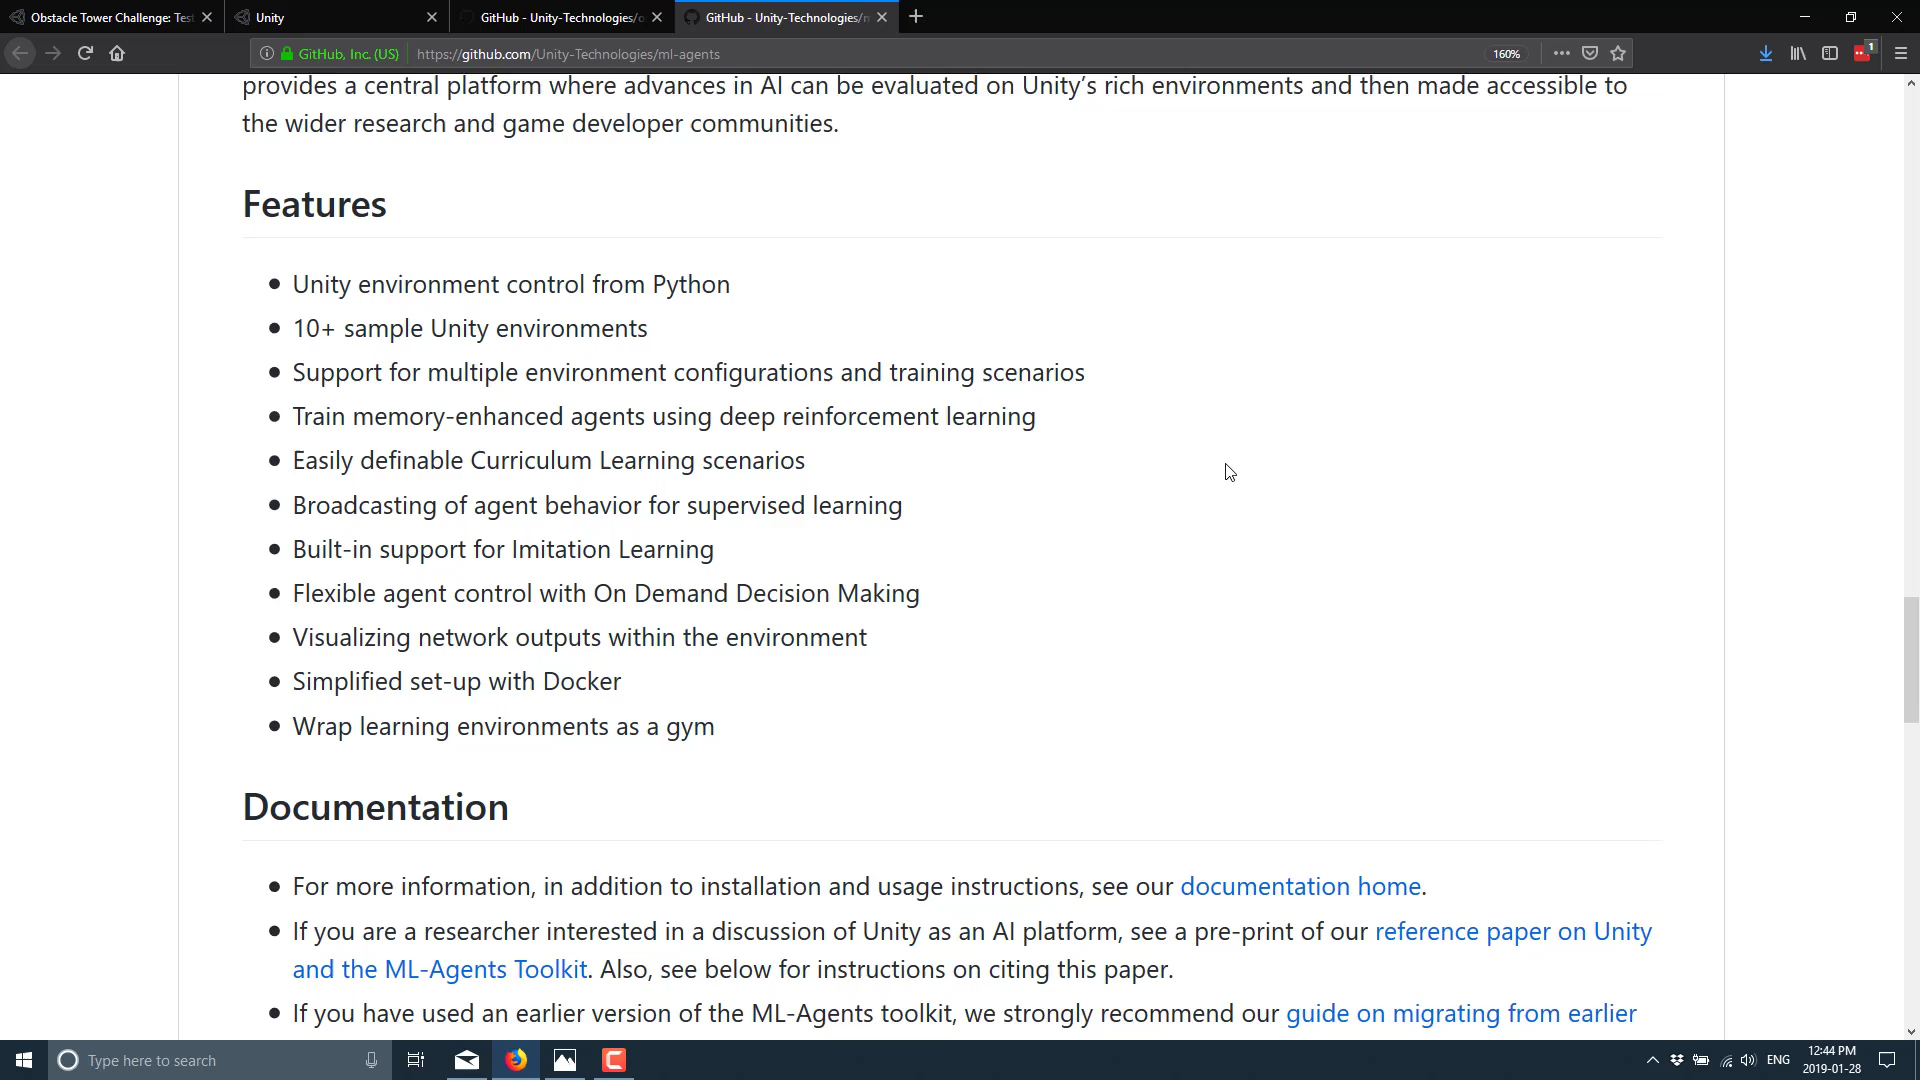 Obstacle Tower Challenge: Test
Unity
GitHub - Unity-Technologies/o
GitHub - Unity-Technologies/m
GitHub, Inc. (US)
https://github.com/Unity-Technologies/ml-agents
160%
1
provides a central platform where advances in AI can be evaluated on Unity’s rich environments and then made accessible to
the wider research and game developer communities.
Features
Unity environment control from Python
10+ sample Unity environments
Support for multiple environment configurations and training scenarios
Train memory-enhanced agents using deep reinforcement learning
Easily definable Curriculum Learning scenarios
Broadcasting of agent behavior for supervised learning
Built-in support for Imitation Learning
Flexible agent control with On Demand Decision Making
Visualizing network outputs within the environment
Simplified set-up with Docker
Wrap learning environments as a gym
Documentation
For more information, in addition to installation and usage instructions, see our documentation home.
If you are a researcher interested in a discussion of Unity as an AI platform, see a pre-print of our reference paper on Unity
and the ML-Agents Toolkit. Also, see below for instructions on citing this paper.
If you have used an earlier version of the ML-Agents toolkit, we strongly recommend our guide on migrating from earlier
Type here to search
ENG
12:44 PM
2019-01-28